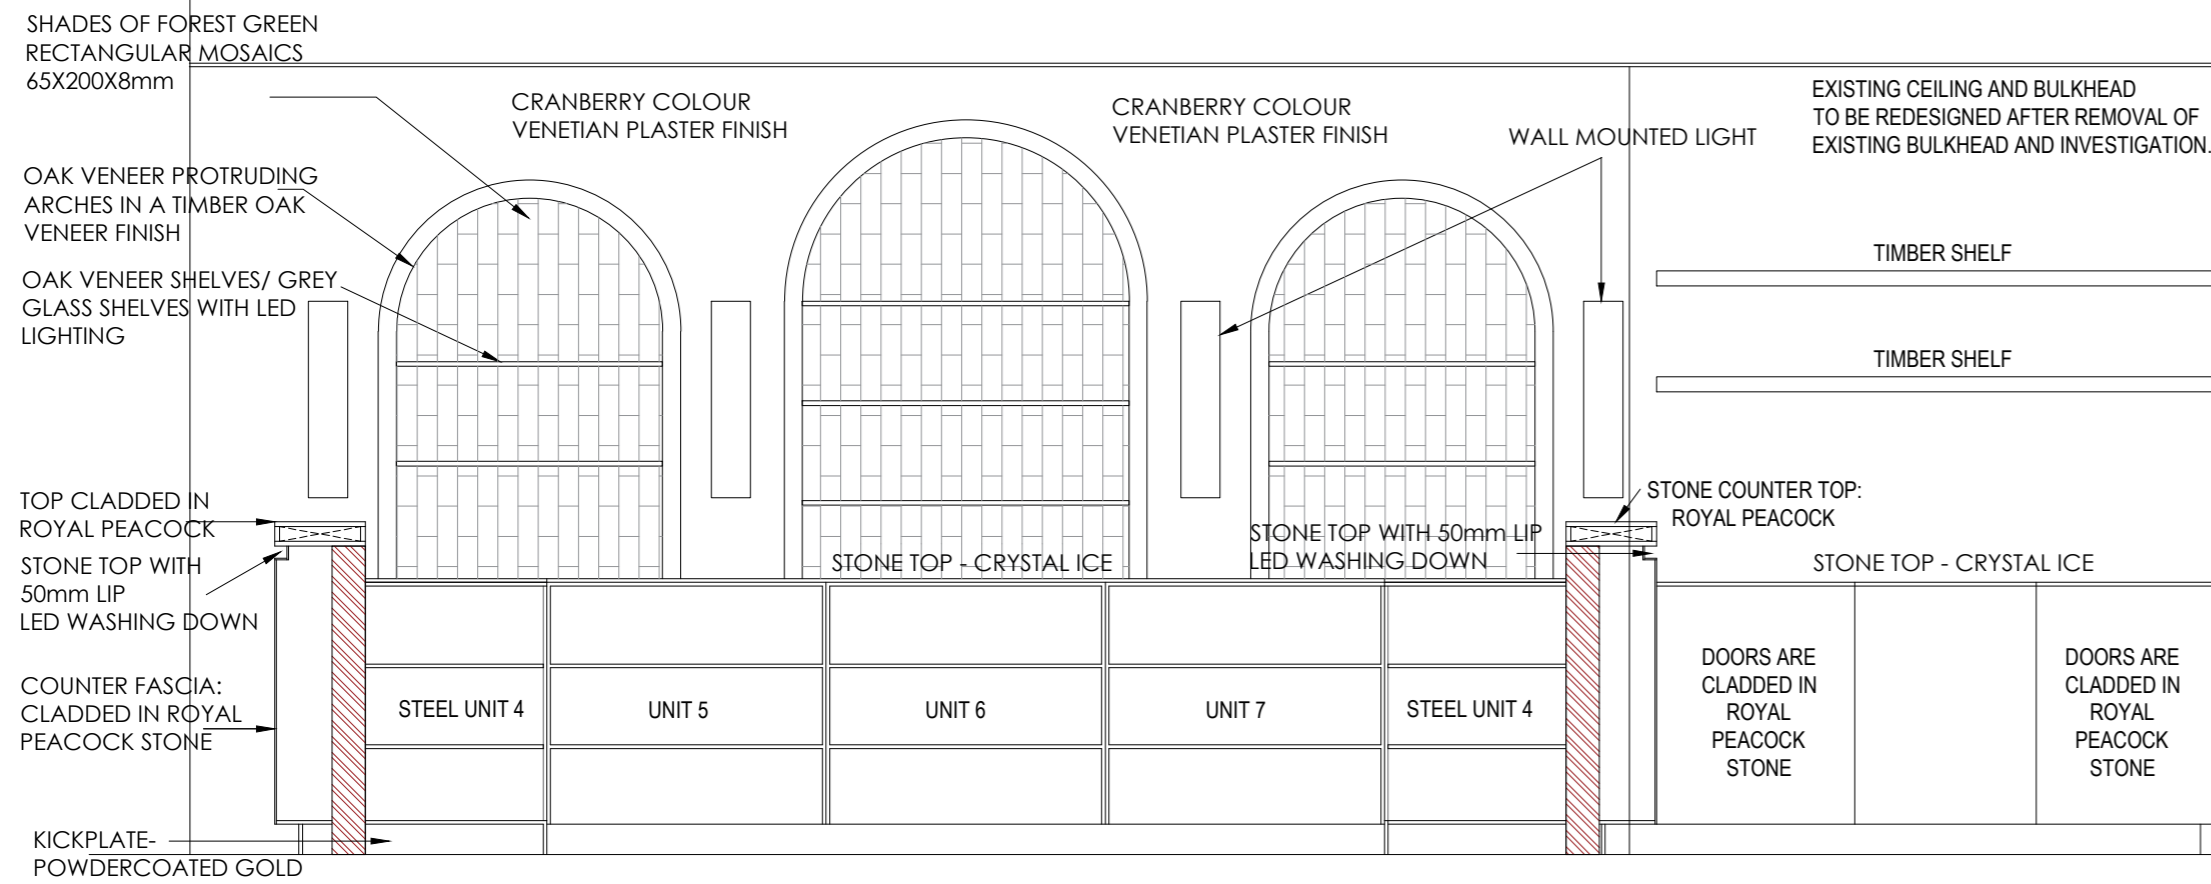 SHADES OF FOREST GREEN
RECTANGULAR MOSAICS
65X200X8mm
CRANBERRY COLOUR
VENETIAN PLASTER FINISH
CRANBERRY COLOUR
VENETIAN PLASTER FINISH
WALL MOUNTED LIGHT
EXISTING CEILING AND BULKHEAD
TO BE REDESIGNED AFTER REMOVAL OF
EXISTING BULKHEAD AND INVESTIGATION.
OAK VENEER PROTRUDING
ARCHES IN A TIMBER OAK
VENEER FINISH
OAK VENEER SHELVES/ GREY
GLASS SHELVES WITH LED
LIGHTING
TIMBER SHELF
TIMBER SHELF
TOP CLADDED IN
ROYAL PEACOCK
STONE TOP WITH
50mm LIP
LED WASHING DOWN
STONE TOP - CRYSTAL ICE
STONE TOP WITH 50mm LIP
LED WASHING DOWN
STONE COUNTER TOP:
ROYAL PEACOCK
STONE TOP - CRYSTAL ICE
COUNTER FASCIA:
CLADDED IN ROYAL
PEACOCK STONE
STEEL UNIT 4
UNIT 5
UNIT 6
UNIT 7
STEEL UNIT 4
DOORS ARE
CLADDED IN
ROYAL
PEACOCK
STONE
DOORS ARE
CLADDED IN
ROYAL
PEACOCK
STONE
KICKPLATE-
POWDERCOATED GOLD